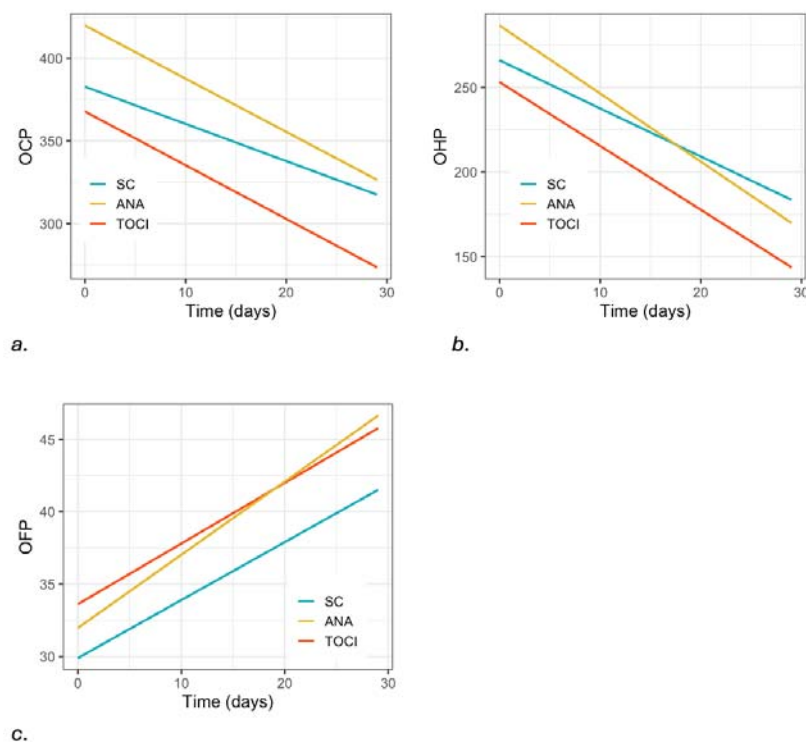 OCP
400
350
300
SC
ANA
TOCI
0 10 20 30
Time (days)
a.
OHP
250
200
150
SC
ANA
TOCI
0 10 20 30
Time (days)
b.
OFP
45
40
35
30
SC
ANA
TOCI
0 10 20 30
Time (days)
c.